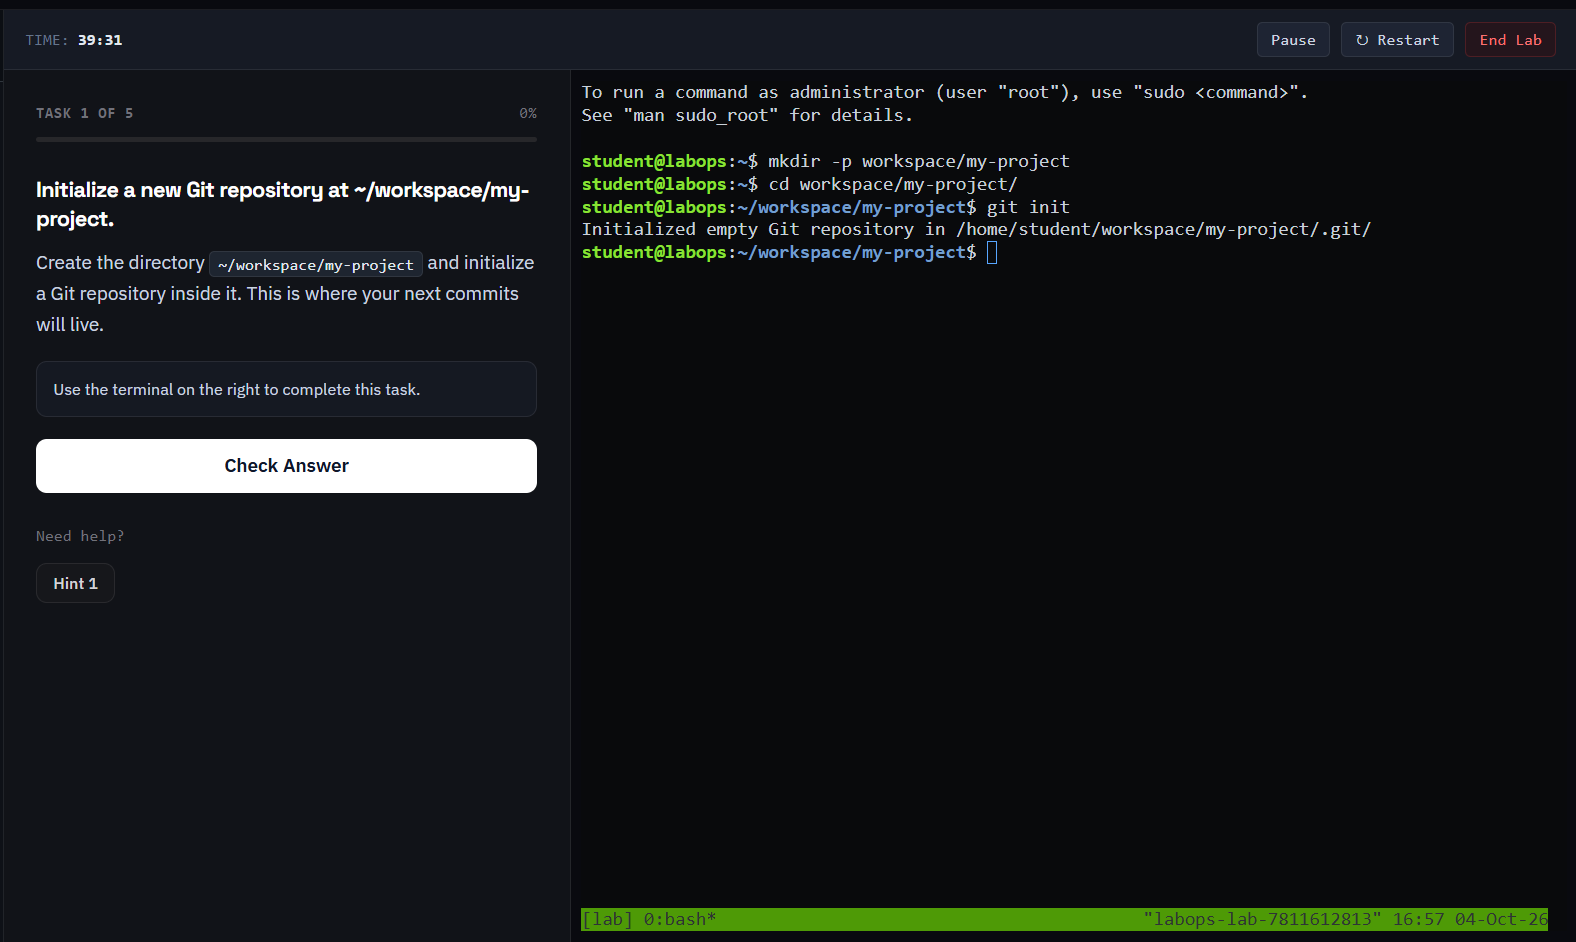 TIME: 39:31
Pause
↻ Restart
End Lab
TASK 1 OF 5
0%
Initialize a new Git repository at ~/workspace/my-
project.
Create the directory ~/workspace/my-project and initialize
a Git repository inside it. This is where your next commits
will live.
Use the terminal on the right to complete this task.
Check Answer
Need help?
Hint 1
To run a command as administrator (user "root"), use "sudo <command>".
See "man sudo_root" for details.
student@labops:~$ mkdir -p workspace/my-project
student@labops:~$ cd workspace/my-project/
student@labops:~/workspace/my-project$ git init
Initialized empty Git repository in /home/student/workspace/my-project/.git/
student@labops:~/workspace/my-project$
[lab] 0:bash* "labops-lab-7811612813" 16:57 04-Oct-26